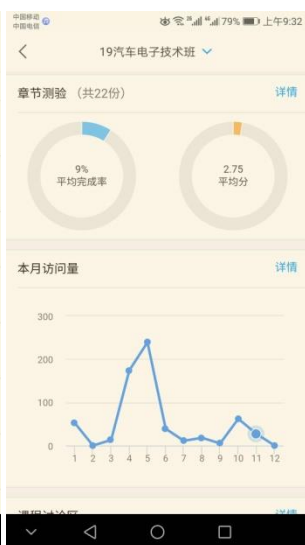 中国移动
中国电信
79% 上午9:32
19汽车电子技术班
章节测验 （共22份） 详情
9%
平均完成率
2.75
平均分
本月访问量 详情
300
200
100
0
1 2 3 4 5 6 7 8 9 10 11 12